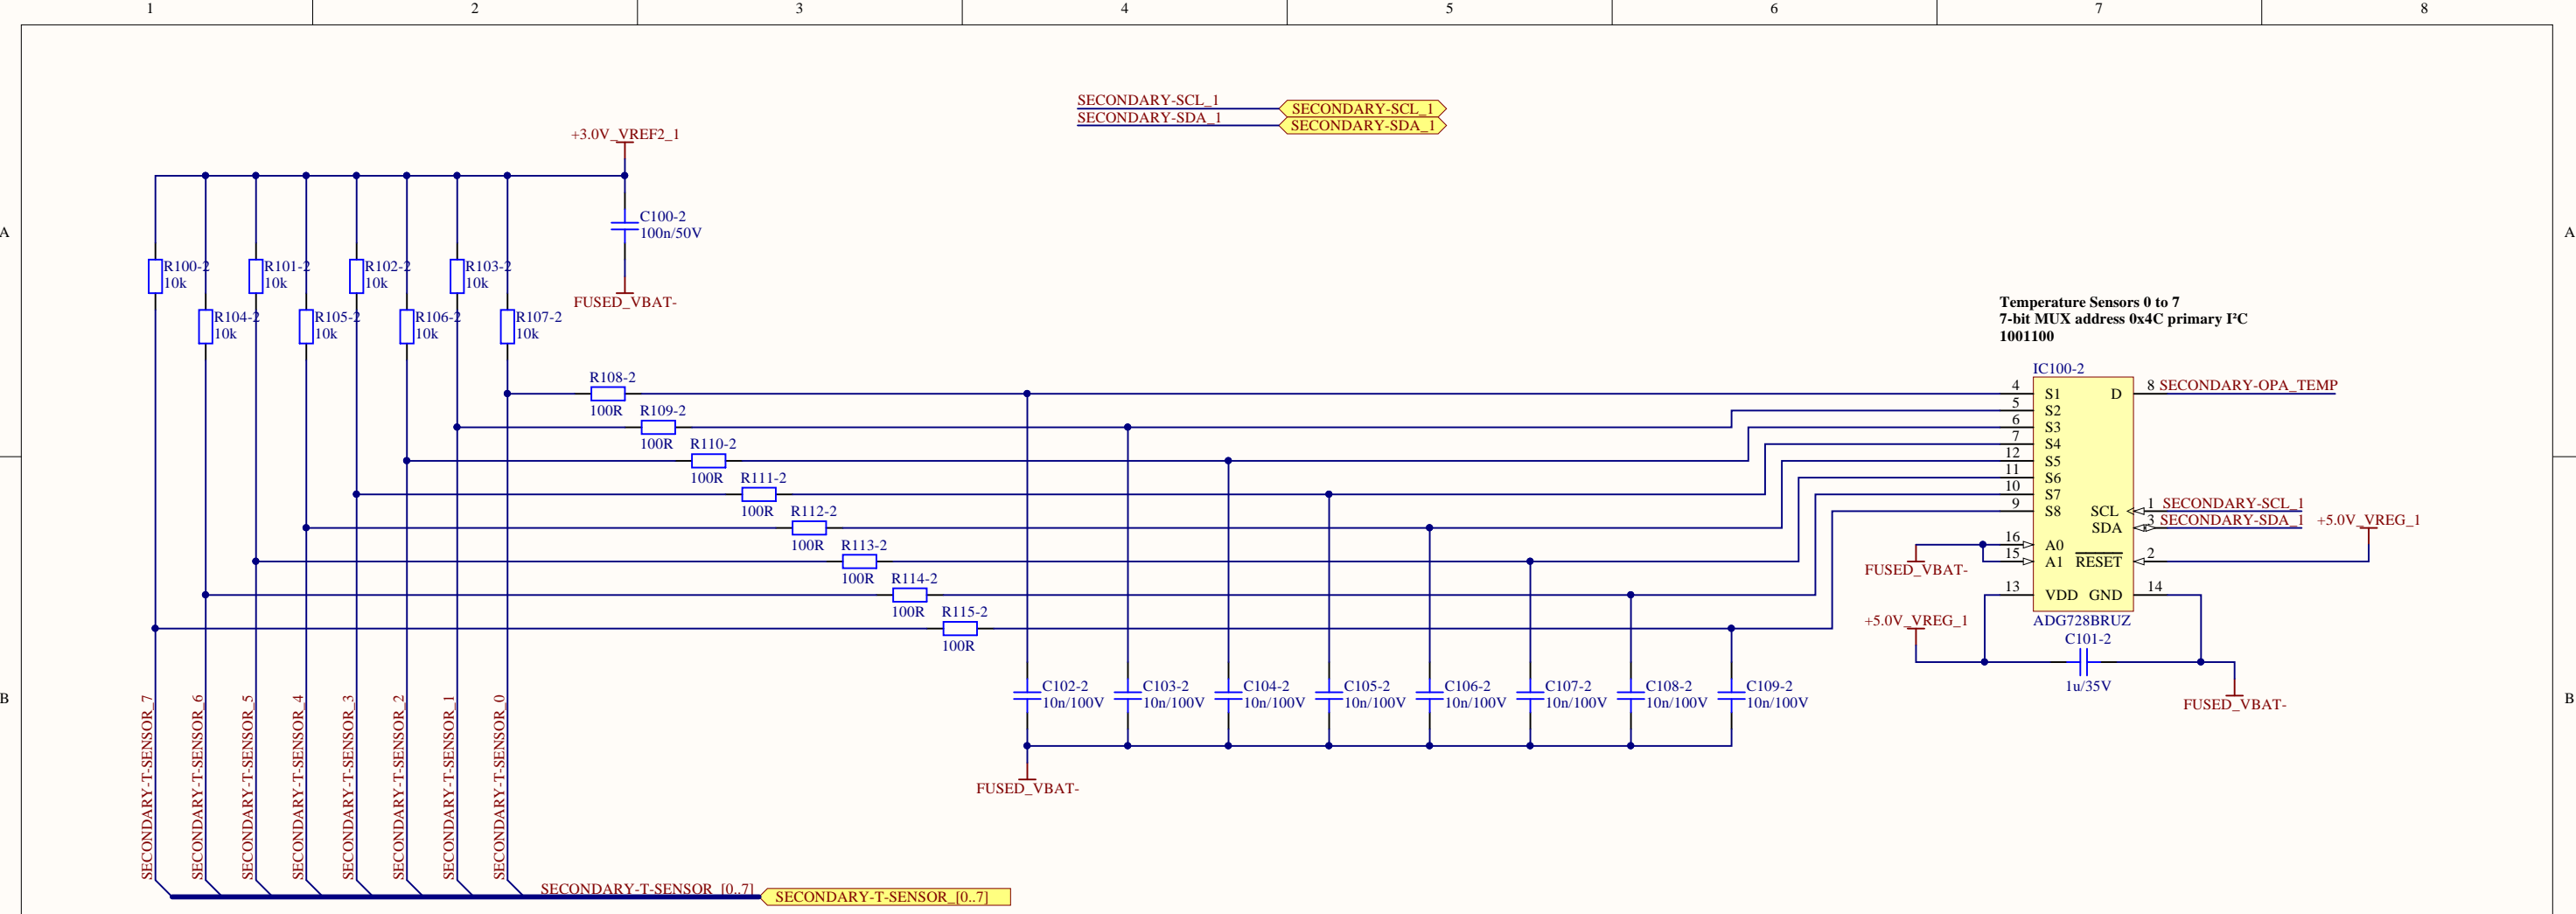 1 2 3 4 5 6 7 8
SECONDARY-SCL_1 SECONDARY-SCL_1
SECONDARY-SDA_1 SECONDARY-SDA_1
+3.0V_VREF2_1
C100-2
100n/50V
FUSED_VBAT-
A A
R100-2 R101-2 R102-2 R103-2
10k 10k 10k 10k
R104-2 R105-2 R106-2 R107-2
10k 10k 10k 10k
Temperature Sensors 0 to 7
7-bit MUX address 0x4C primary I²C
1001100
IC100-2
R108-2
100R
R109-2
100R
R110-2
100R
R111-2
100R
R112-2
100R
R113-2
100R
R114-2
100R
R115-2
100R
4 S1 D 8 SECONDARY-OPA_TEMP
5 S2
6 S3
7 S4
12 S5
11 S6
10 S7
9 S8 SCL 1 SECONDARY-SCL_1
SDA 3 SECONDARY-SDA_1 +5.0V_VREG_1
16 A0
15 A1 RESET 2
FUSED_VBAT-
13 VDD GND 14
+5.0V_VREG_1
ADG728BRUZ
C101-2
1u/35V
FUSED_VBAT-
B B
C102-2 C103-2 C104-2 C105-2 C106-2 C107-2 C108-2 C109-2
10n/100V 10n/100V 10n/100V 10n/100V 10n/100V 10n/100V 10n/100V 10n/100V
FUSED_VBAT-
SECONDARY-T-SENSOR_7
SECONDARY-T-SENSOR_6
SECONDARY-T-SENSOR_5
SECONDARY-T-SENSOR_4
SECONDARY-T-SENSOR_3
SECONDARY-T-SENSOR_2
SECONDARY-T-SENSOR_1
SECONDARY-T-SENSOR_0
SECONDARY-T-SENSOR_[0..7] SECONDARY-T-SENSOR_[0..7]